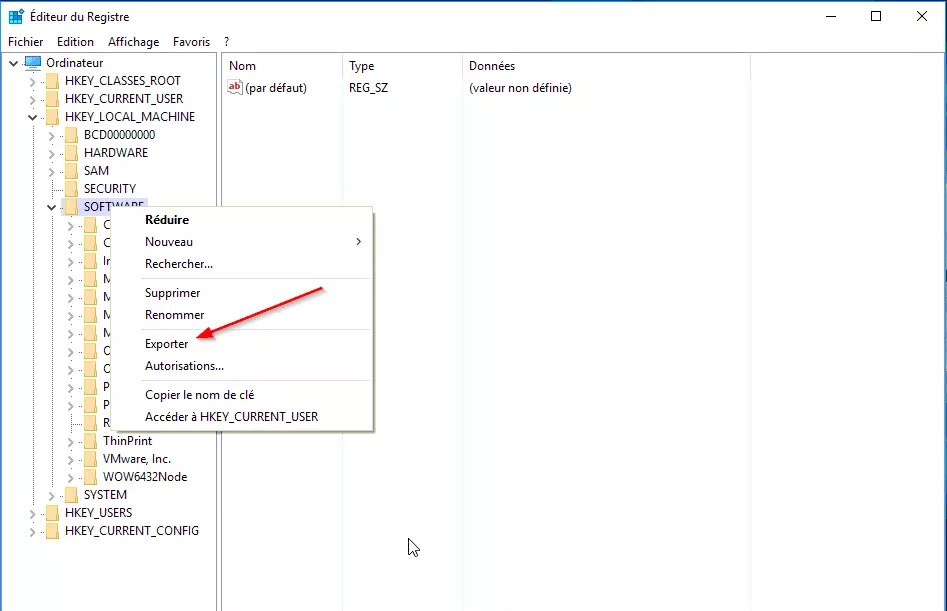 Éditeur du Registre
Fichier Edition Affichage Favoris ?
Ordinateur
HKEY_CLASSES_ROOT
HKEY_CURRENT_USER
HKEY_LOCAL_MACHINE
BCD00000000
HARDWARE
SAM
SECURITY
SOFTWARE
ThinPrint
VMware, Inc.
WOW6432Node
SYSTEM
HKEY_USERS
HKEY_CURRENT_CONFIG
Réduire
Nouveau
Rechercher...
Supprimer
Renommer
Exporter
Autorisations...
Copier le nom de clé
Accéder à HKEY_CURRENT_USER
Nom Type Données
ab (par défaut) REG_SZ (valeur non définie)